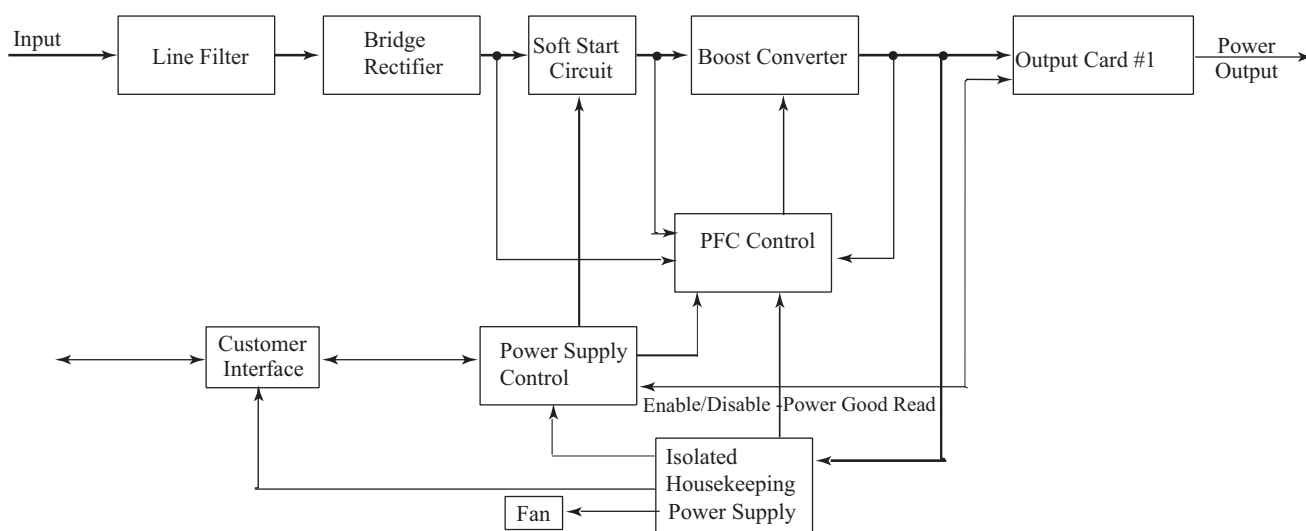 Input
Line Filter
Bridge
Rectifier
Soft Start
Circuit
Boost Converter
Output Card #1
Power
Output
PFC Control
Customer
Interface
Power Supply
Control
Enable/Disable -Power Good Read
Isolated
Housekeeping
Power Supply
Fan